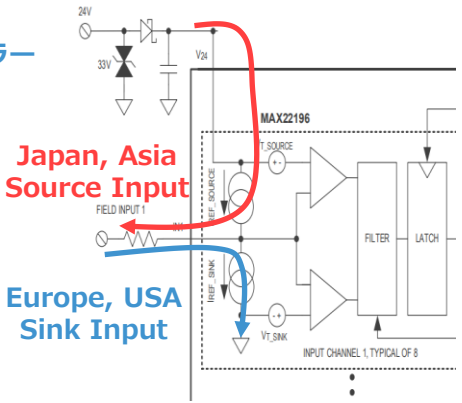 24V
ラー
V24
33V
MAX22196
VT_SOURCE
Japan, Asia
Source Input
IREF_SOURCE
FIELD INPUT 1
IN1
FILTER
LATCH
Europe, USA
Sink Input
IREF_SINK
VT_SINK
INPUT CHANNEL 1, TYPICAL OF 8